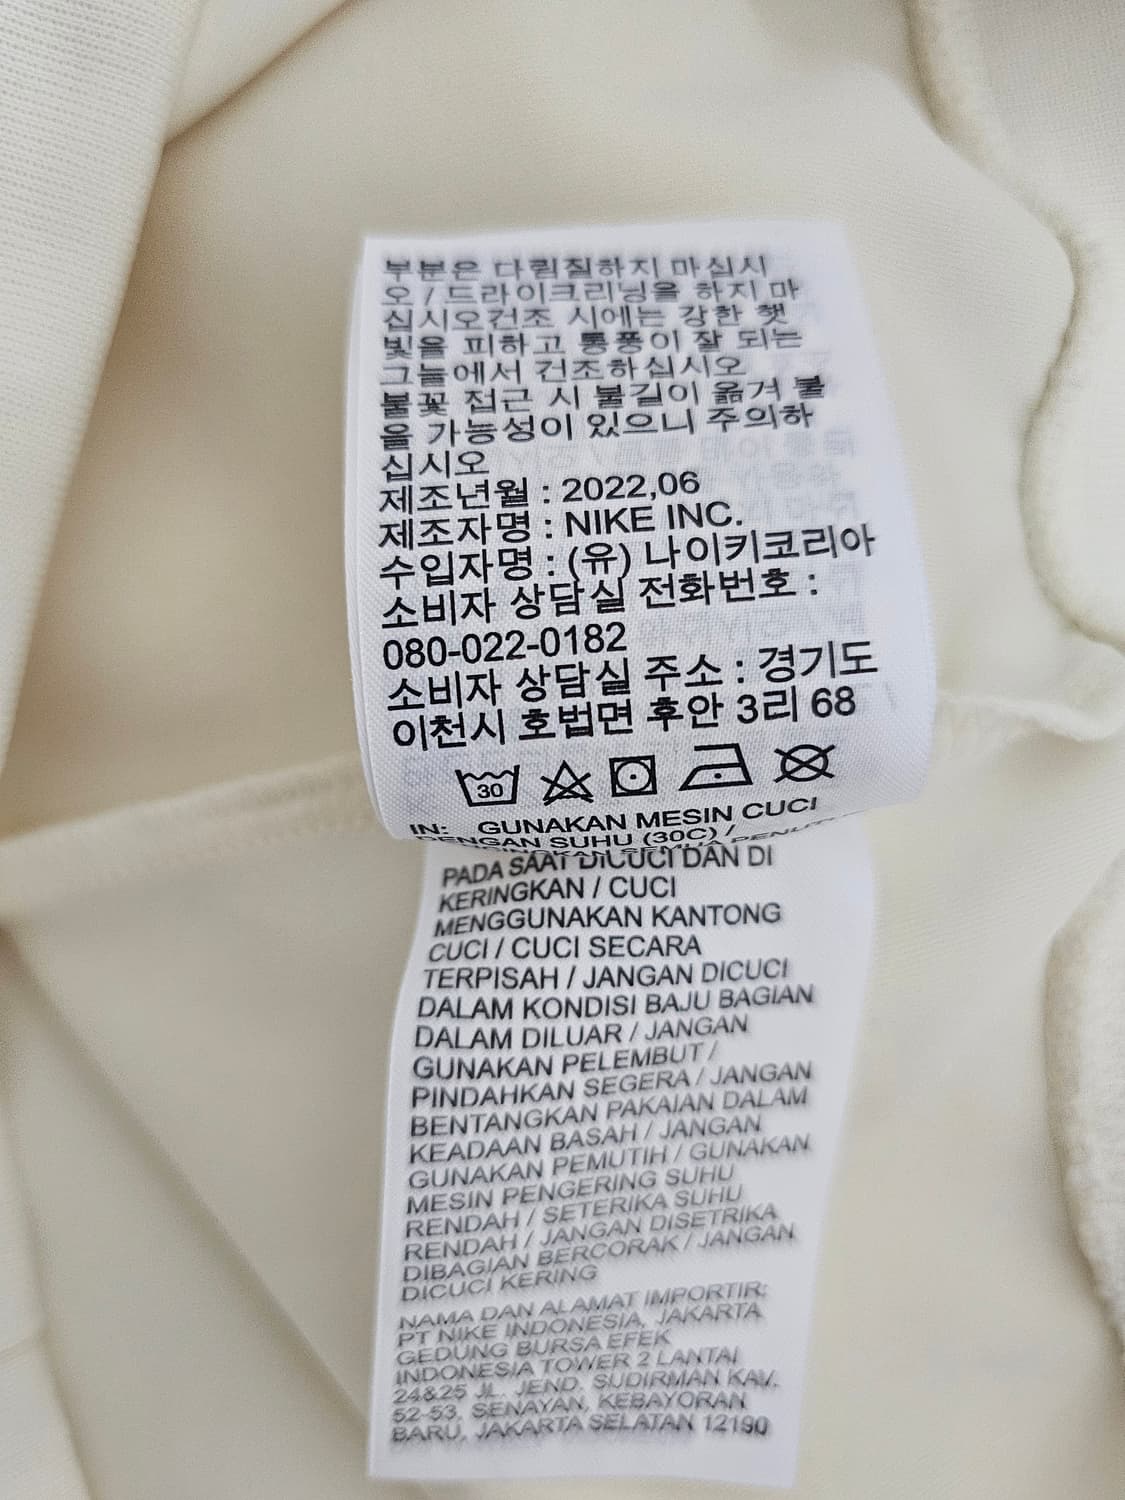 부분은 다림질하지 마십시
오 / 드라이크리닝을 하지 마
십시오건조 시에는 강한 햇
빛을 피하고 통풍이 잘 되는
그늘에서 건조하십시오
불꽃 접근 시 불길이 옮겨 붙
을 가능성이 있으니 주의하
십시오
제조년월 : 2022,06
제조자명 : NIKE INC.
수입자명 : (유) 나이키코리아
소비자 상담실 전화번호 :
080-022-0182
소비자 상담실 주소 : 경기도
이천시 호법면 후안 3리 68
30
IN: GUNAKAN MESIN CUCI
DENGAN SUHU (30C) /
PADA SAAT DICUCI DAN DI
KERINGKAN / CUCI
MENGGUNAKAN KANTONG
CUCI / CUCI SECARA
TERPISAH / JANGAN DICUCI
DALAM KONDISI BAJU BAGIAN
DALAM DILUAR / JANGAN
GUNAKAN PELEMBUT /
PINDAHKAN SEGERA / JANGAN
BENTANGKAN PAKAIAN DALAM
KEADAAN BASAH / JANGAN
GUNAKAN PEMUTIH / GUNAKAN
MESIN PENGERING SUHU
RENDAH / SETERIKA SUHU
RENDAH / JANGAN DISETRIKA
DIBAGIAN BERCORAK / JANGAN
DICUCI KERING
NAMA DAN ALAMAT IMPORTIR:
PT NIKE INDONESIA, JAKARTA
GEDUNG BURSA EFEK
INDONESIA TOWER 2 LANTAI
24&25 JL. JEND. SUDIRMAN KAV.
52-53, SENAYAN, KEBAYORAN
BARU, JAKARTA SELATAN 12190